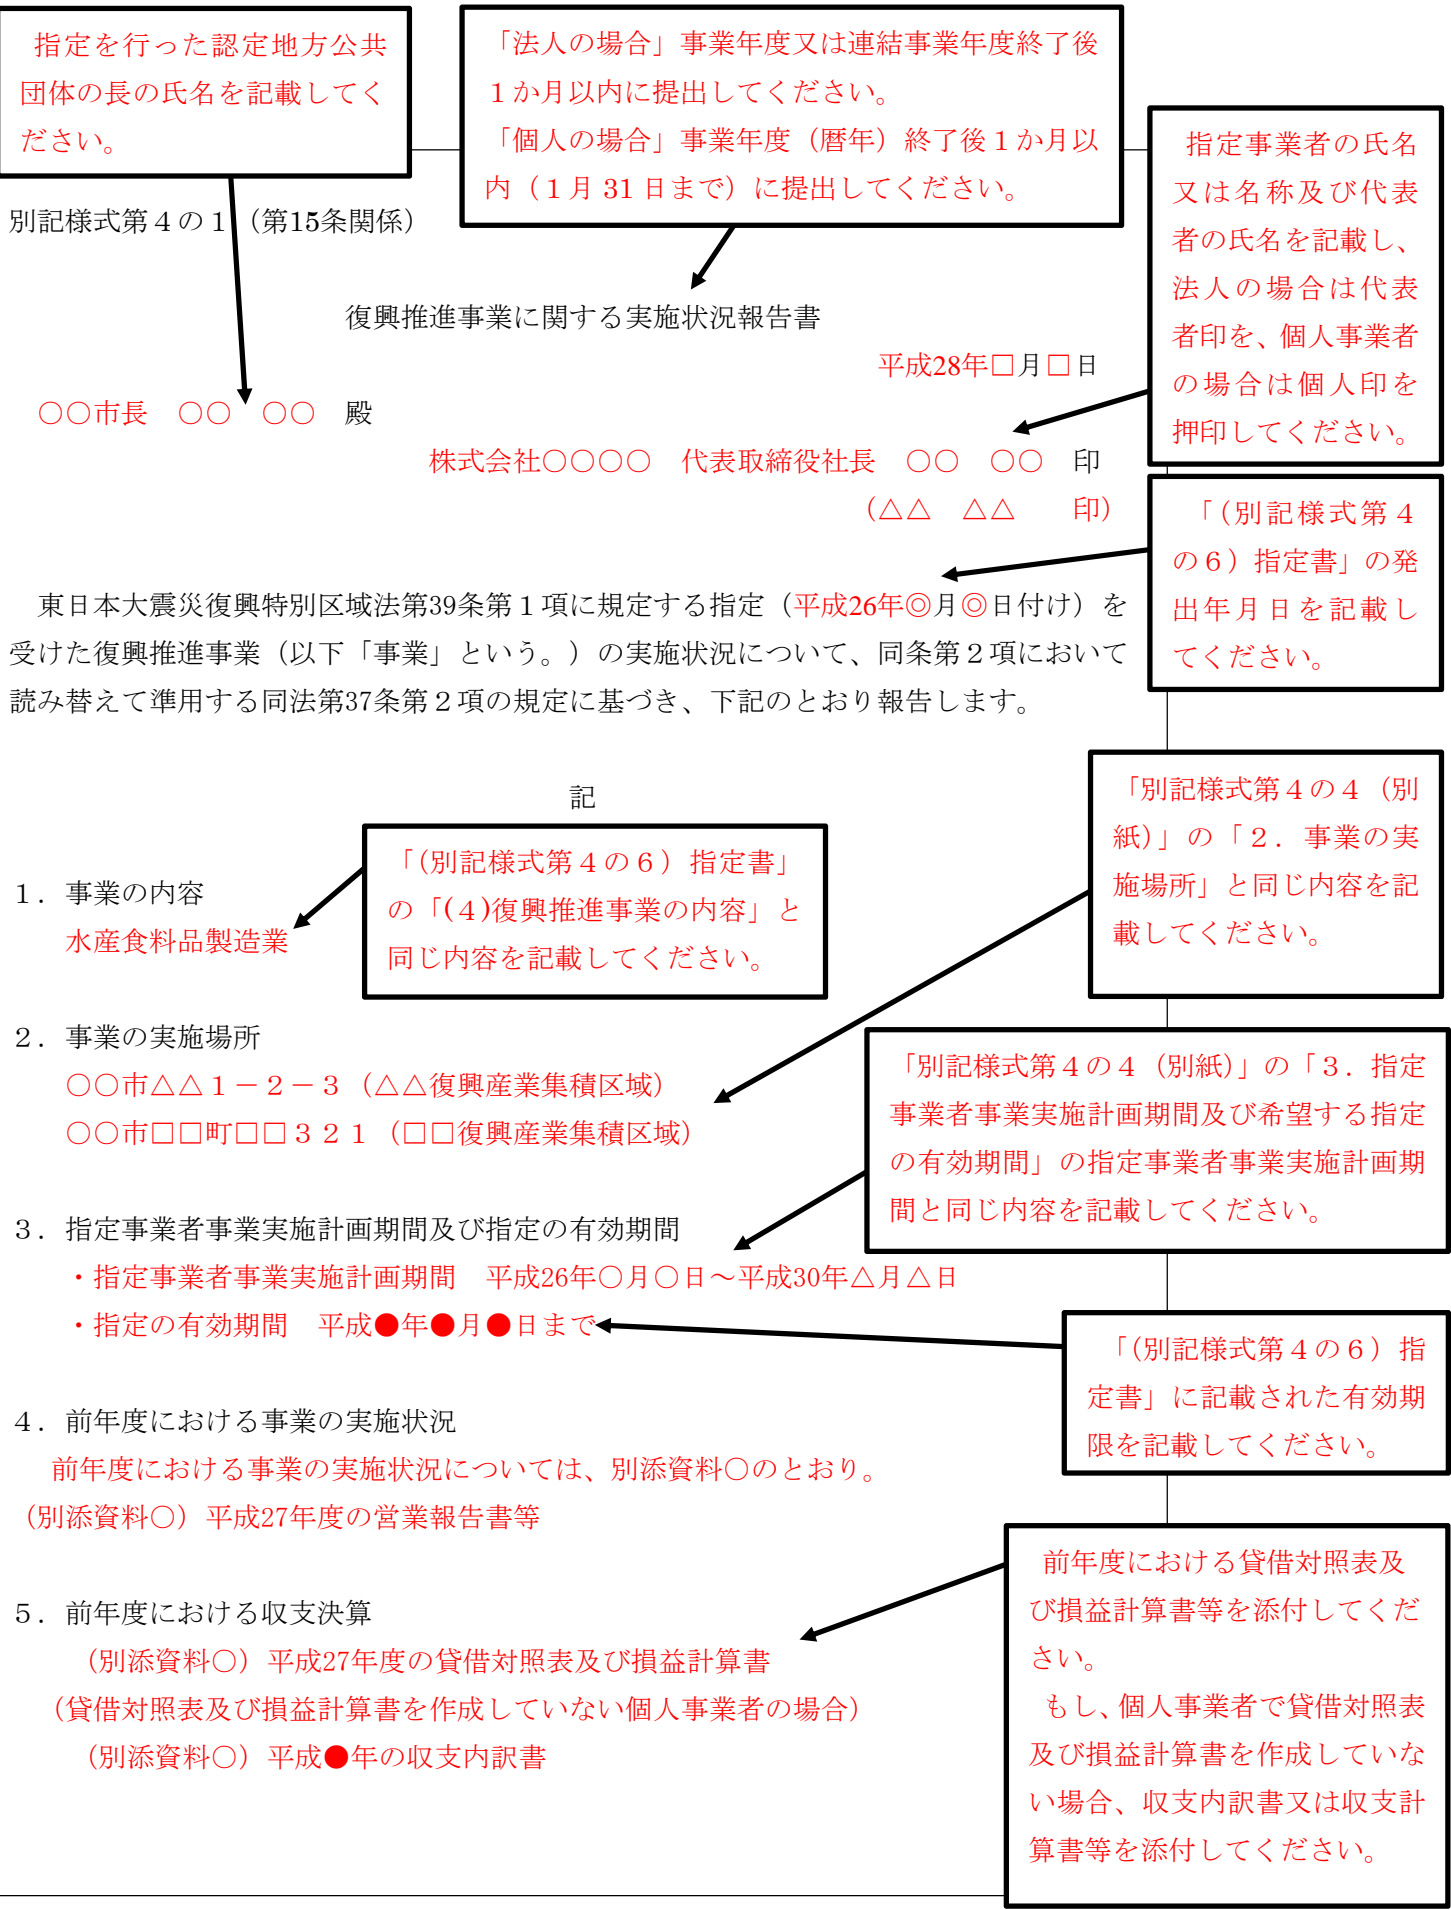 指定を行った認定地方公共
団体の長の氏名を記載してく
ださい。
「法人の場合」事業年度又は連結事業年度終了後
１か月以内に提出してください。
「個人の場合」事業年度（暦年）終了後１か月以
内（１月 31 日まで）に提出してください。
指定事業者の氏名
又は名称及び代表
者の氏名を記載し、
法人の場合は代表
者印を、個人事業者
の場合は個人印を
押印してください。
別記様式第４の１（第15条関係）
復興推進事業に関する実施状況報告書
平成28年□月□日
○○市長　○○　○○　殿
株式会社○○○○　代表取締役社長　○○　○○　印
（△△　△△　　印）
「（別記様式第４
の６）指定書」の発
出年月日を記載し
てください。
東日本大震災復興特別区域法第39条第１項に規定する指定（平成26年◎月◎日付け）を
受けた復興推進事業（以下「事業」という。）の実施状況について、同条第２項において
読み替えて準用する同法第37条第２項の規定に基づき、下記のとおり報告します。
記
「別記様式第４の４（別
紙）」の「２．事業の実
施場所」と同じ内容を記
載してください。
「（別記様式第４の６）指定書」
の「(４)復興推進事業の内容」と
同じ内容を記載してください。
１．事業の内容
水産食料品製造業
２．事業の実施場所
○○市△△１－２－３（△△復興産業集積区域）
○○市□□町□□３２１（□□復興産業集積区域）
「別記様式第４の４（別紙）」の「３．指定
事業者事業実施計画期間及び希望する指定
の有効期間」の指定事業者事業実施計画期
間と同じ内容を記載してください。
３．指定事業者事業実施計画期間及び指定の有効期間
・指定事業者事業実施計画期間　平成26年○月○日～平成30年△月△日
・指定の有効期間　平成●年●月●日まで
「（別記様式第４の６）指
定書」に記載された有効期
限を記載してください。
４．前年度における事業の実施状況
前年度における事業の実施状況については、別添資料○のとおり。
（別添資料○）平成27年度の営業報告書等
５．前年度における収支決算
（別添資料○）平成27年度の貸借対照表及び損益計算書
（貸借対照表及び損益計算書を作成していない個人事業者の場合）
（別添資料○）平成●年の収支内訳書
前年度における貸借対照表及
び損益計算書等を添付してくだ
さい。
もし、個人事業者で貸借対照表
及び損益計算書を作成していな
い場合、収支内訳書又は収支計
算書等を添付してください。